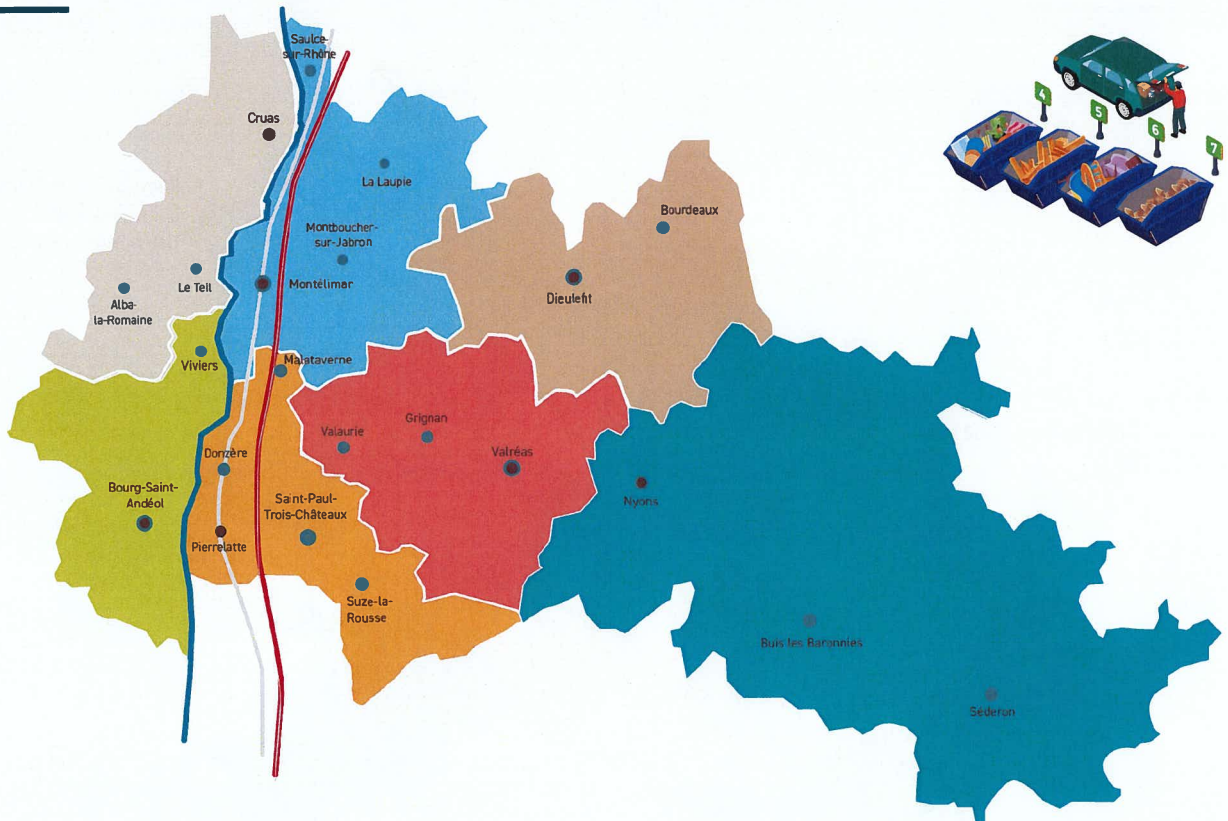 Saulce-
sur-Rhône
Cruas
La Laupie
Montboucher-
sur-Jabron
Bourdeaux
Le Teil
Montélimar
Dieulefit
Alba-
la-Romaine
Viviers
Malataverne
Valaurie
Grignan
Donzère
Valréas
Bourg-Saint-
Andéol
Saint-Paul-
Trois-Châteaux
Nyons
Pierrelatte
Suze-la-
Rousse
Buis les Baronnies
Séderon
4
5
6
7